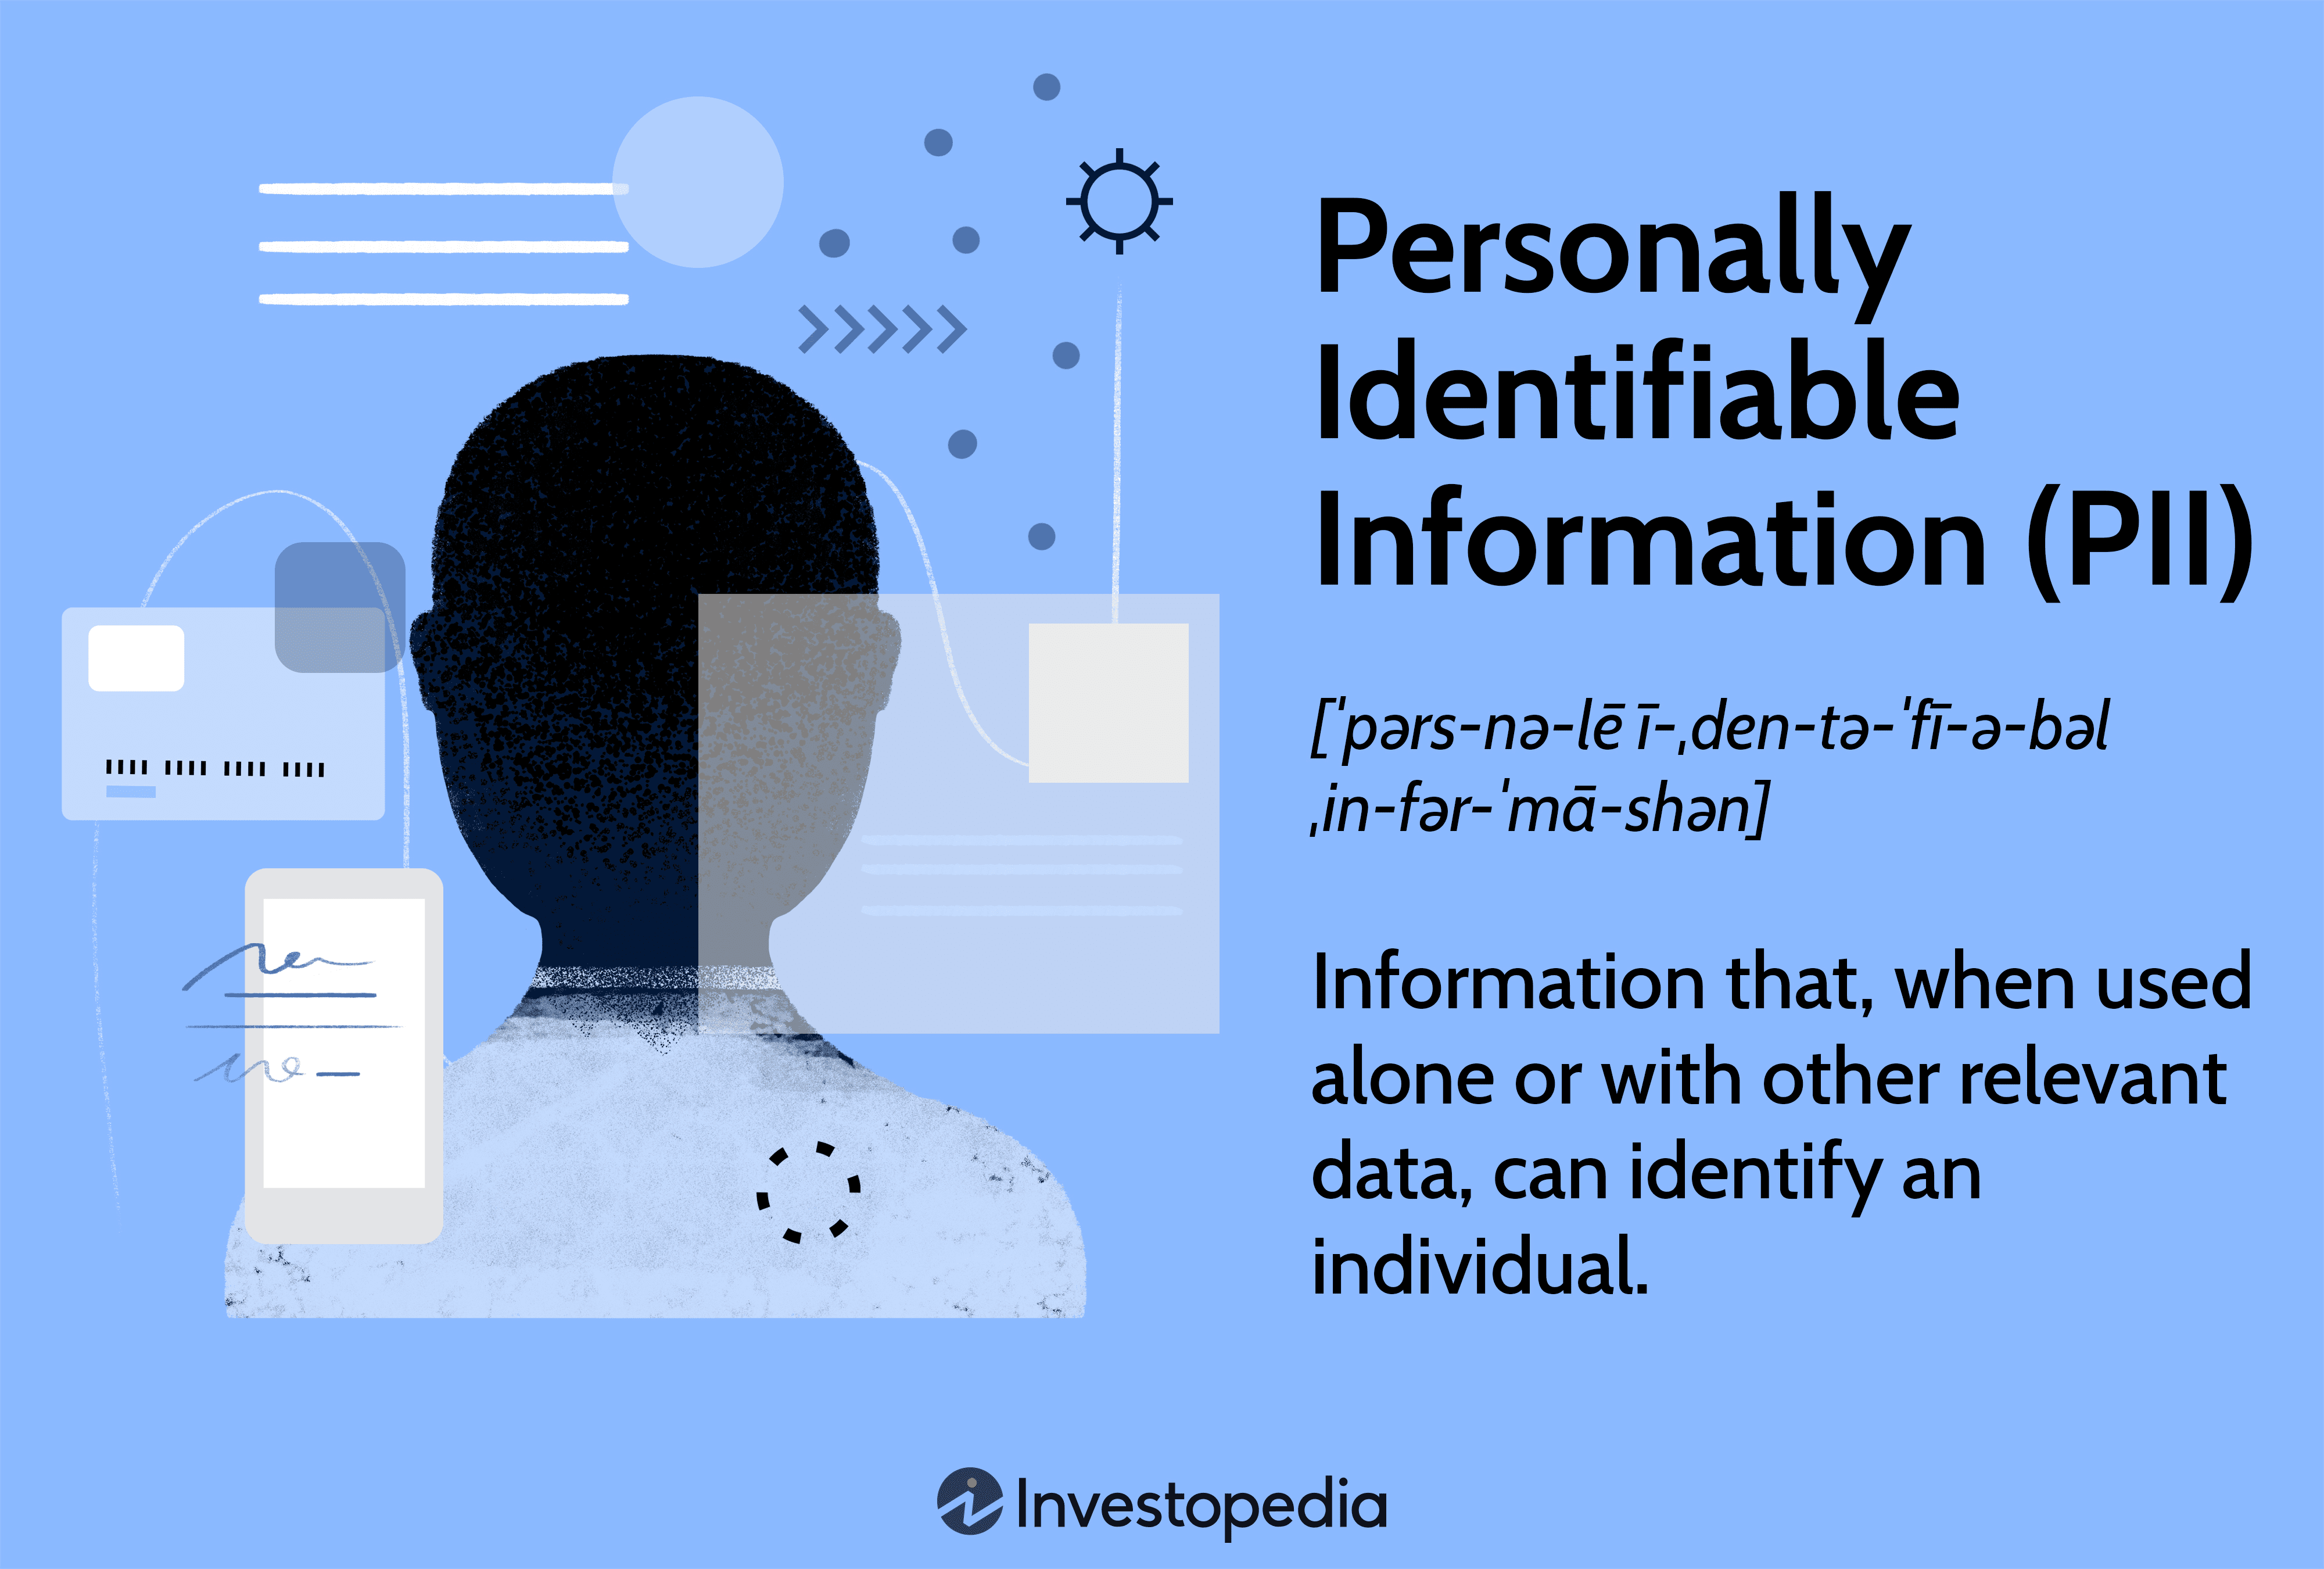 Personally
Identifiable
Information (PII)
[ˈpərs-nə-lē ī-ˌden-tə-ˈfī-ə-bəl
ˌin-fər-ˈmā-shən]
Information that, when used
alone or with other relevant
data, can identify an
individual.
Investopedia